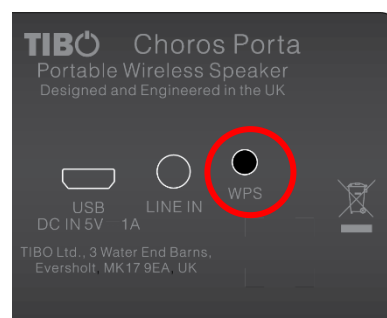 TIBO Choros Porta
Portable Wireless Speaker
Designed and Engineered in the UK
WPS
USB LINE IN
DC IN 5V 1A
TIBO Ltd., 3 Water End Barns,
Eversholt, MK17 9EA, UK